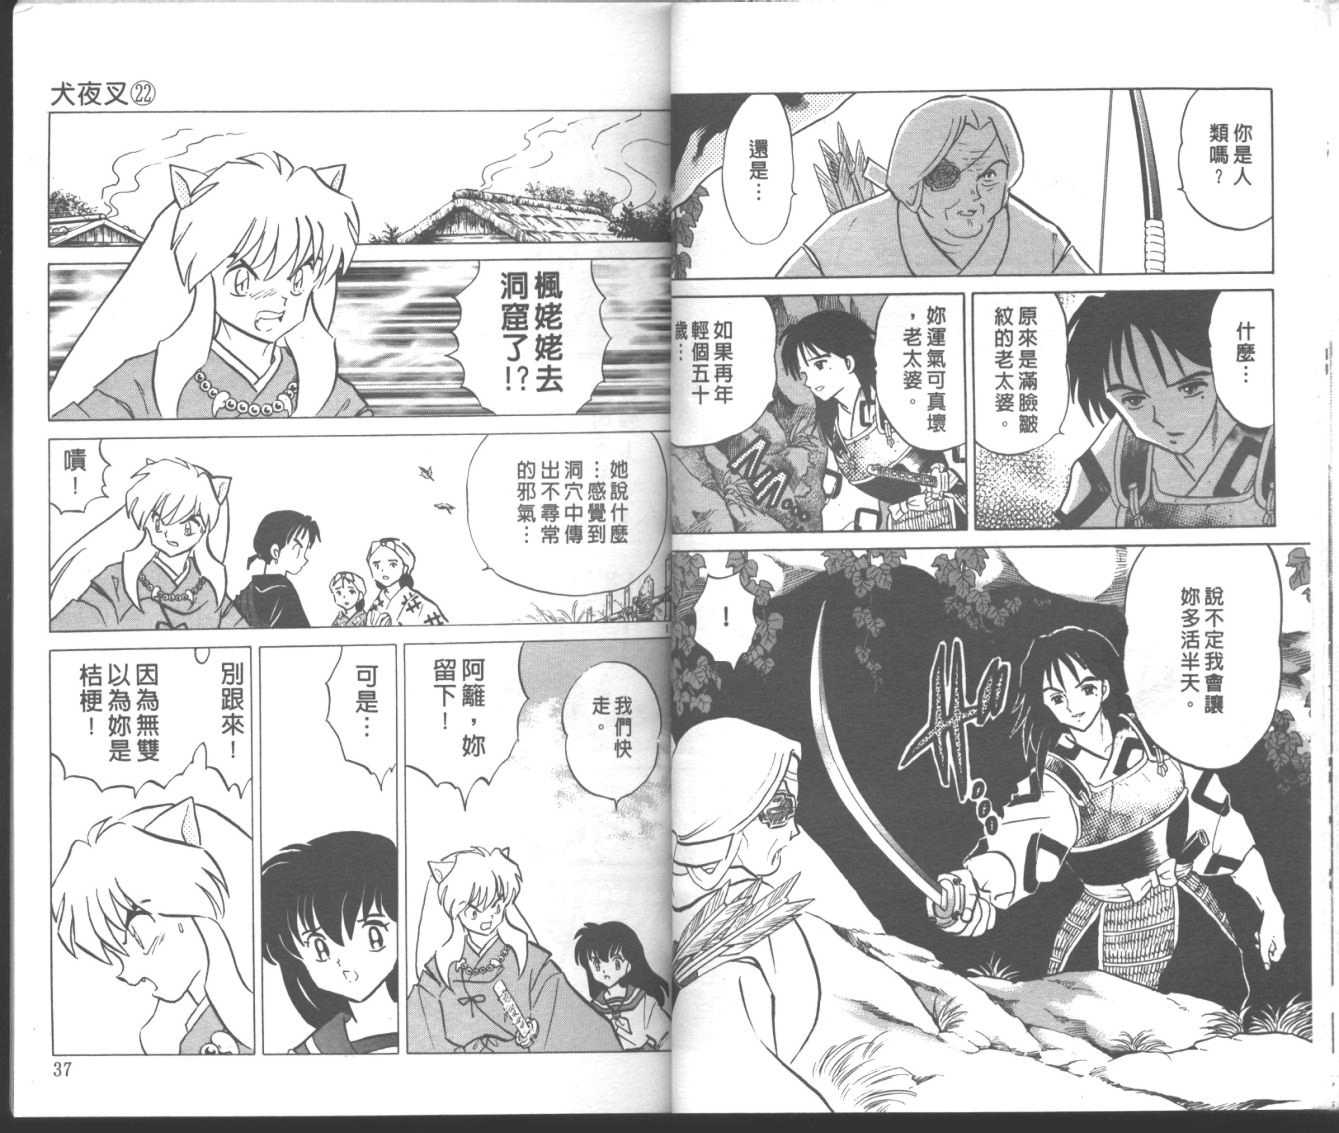 你是人
類嗎？
還是…
什麼…
原來是滿臉皺
紋的老太婆。
妳運氣可真壞
，老太婆。
如果再年
輕個五十
歲…
說不定我會讓
妳多活半天。
！
犬夜叉㉒
楓姥姥去
洞窟了!?
她說什麼
…感覺到
洞穴中傳
出不尋常
的邪氣…
嘖！
我們快
走。
阿籬，妳
留下！
可是…
別跟來！
因為無雙
以為妳是
桔梗！
37